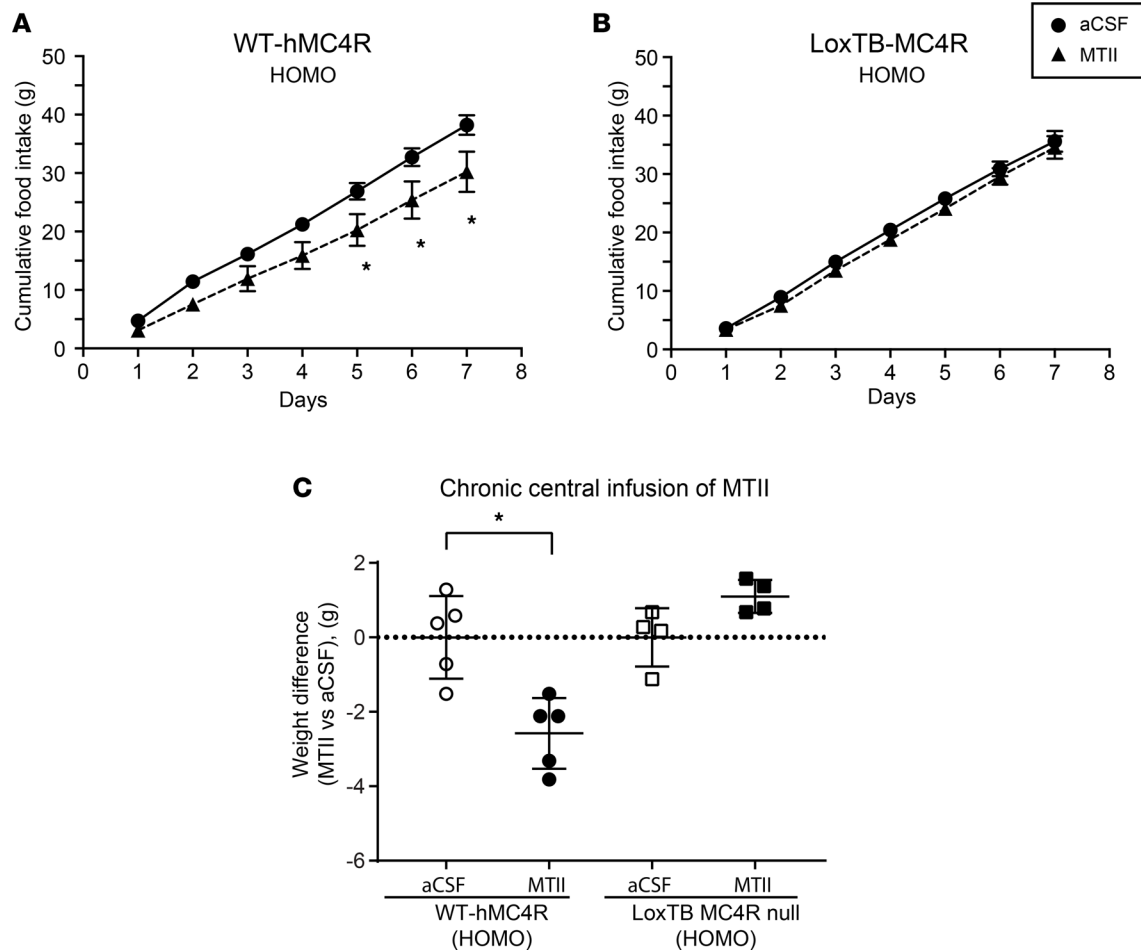 A
WT-hMC4R
HOMO
Cumulative food intake (g)
50
40
30
20
10
0
0 1 2 3 4 5 6 7 8
Days
* * *
B
LoxTB-MC4R
HOMO
aCSF
MTII
Cumulative food intake (g)
50
40
30
20
10
0
0 1 2 3 4 5 6 7 8
Days
C
Chronic central infusion of MTII
*
Weight difference
(MTII vs aCSF), (g)
2
0
-2
-4
-6
aCSF MTII aCSF MTII
WT-hMC4R LoxTB MC4R null
(HOMO) (HOMO)